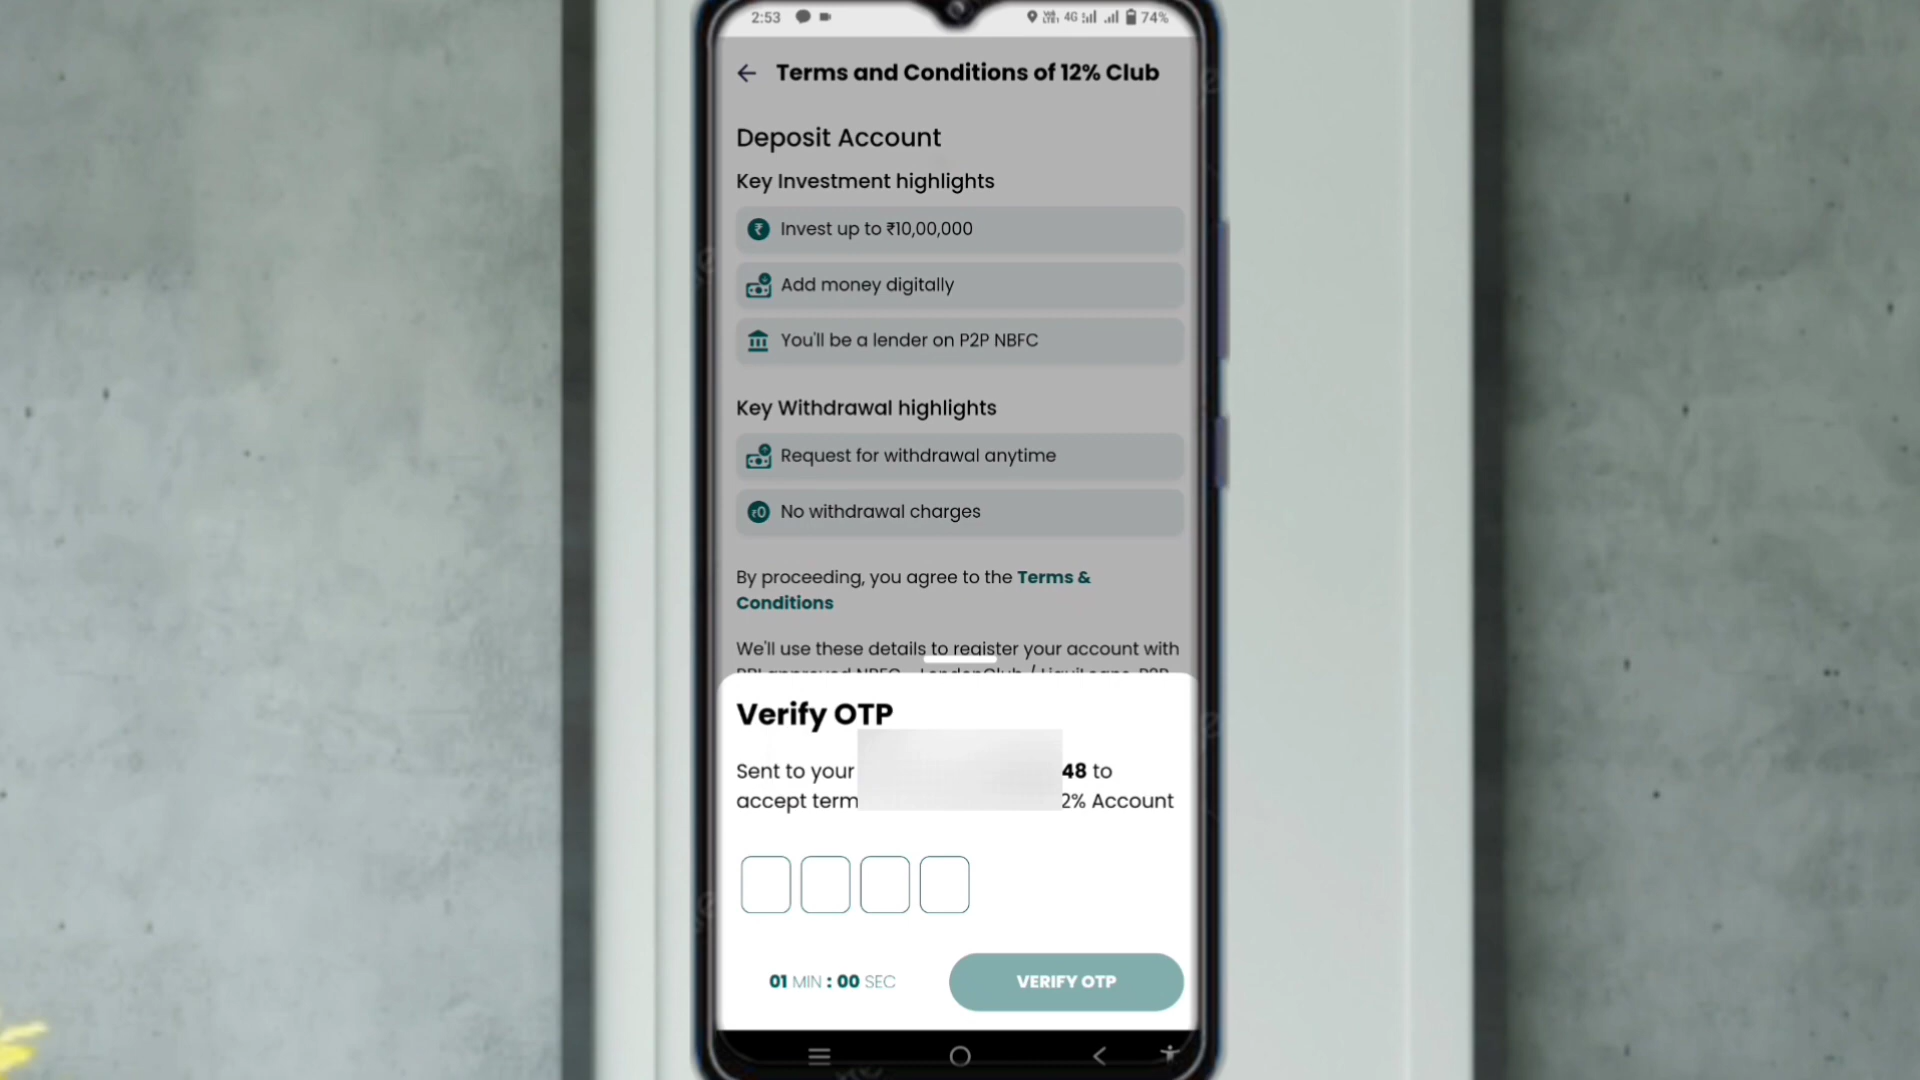 2:53 4G 74%
Terms and Conditions of 12% Club
Deposit Account
Key Investment highlights
₹ Invest up to ₹10,00,000
Add money digitally
You'll be a lender on P2P NBFC
Key Withdrawal highlights
Request for withdrawal anytime
₹0 No withdrawal charges
By proceeding, you agree to the Terms &
Conditions
We'll use these details to register your account with
Verify OTP
Sent to your 48 to
accept term 2% Account
01 MIN : 00 SEC VERIFY OTP